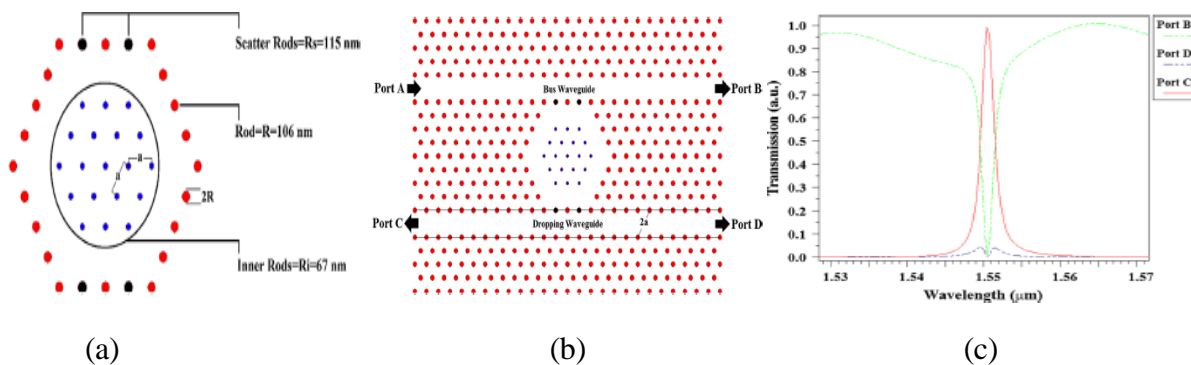 Scatter Rods=Rs=115 nm
Rod=R=106 nm
a
a
2R
Inner Rods=Ri=67 nm
(a)
Port A
Bus Waveguide
Port B
Port C
Dropping Waveguide
2a
Port D
(b)
Transmission (a.u.)
1.0
0.9
0.8
0.7
0.6
0.5
0.4
0.3
0.2
0.1
0.0
1.53
1.54
1.55
1.56
1.57
Wavelength (μm)
Port B
Port D
Port C
(c)